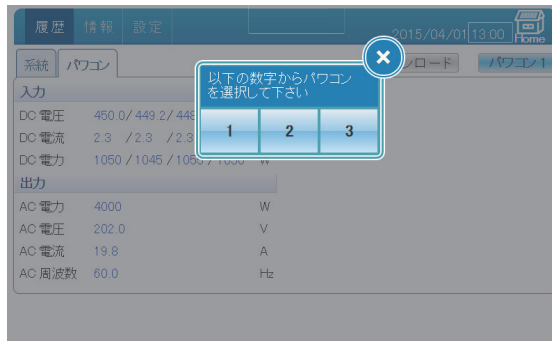 履歴 情報 設定
2015/04/01 13:00 Home
系統 パワコン
ンロード パワコン 1
以下の数字からパワコン
を選択して下さい
1 2 3
入力
DC 電圧 450.0/ 449.2/ 448
DC 電流 2.3 / 2.3 / 2.3
DC 電力 1050 / 1045 / 1055 / 1050 W
出力
AC 電力 4000 W
AC 電圧 202.0 V
AC 電流 19.8 A
AC 周波数 60.0 Hz